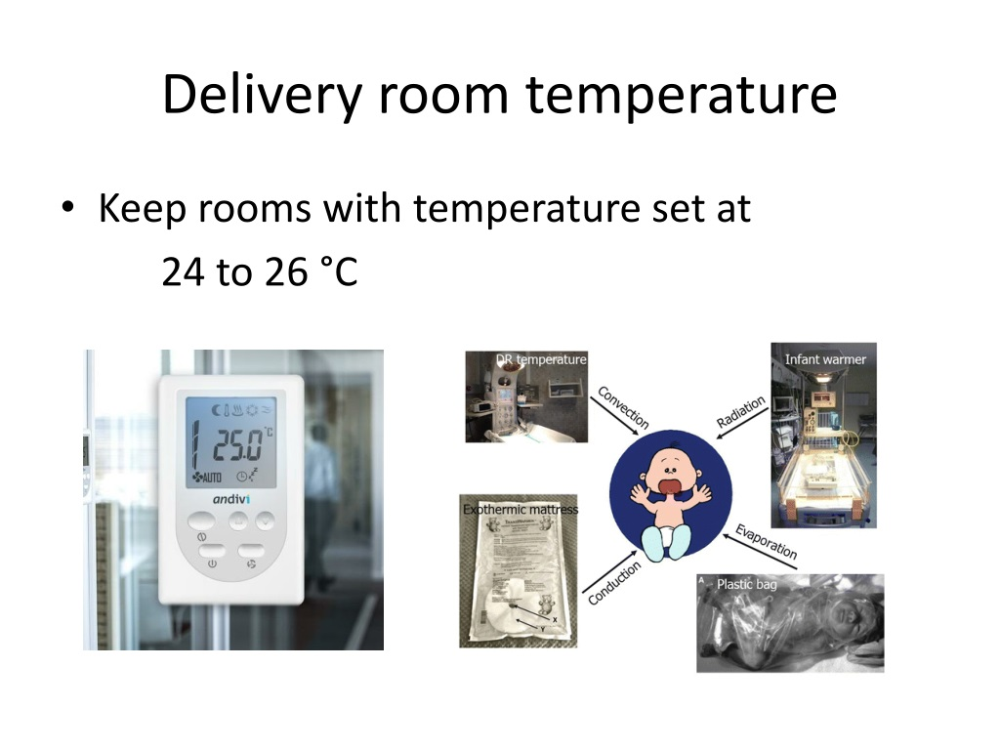 Delivery room temperature
• Keep rooms with temperature set at
24 to 26 °C
25.0 °C
AUTO
andivi
DR temperature
Infant warmer
Convection
Radiation
Exothermic mattress
Conduction
Evaporation
X
Y
A
Plastic bag